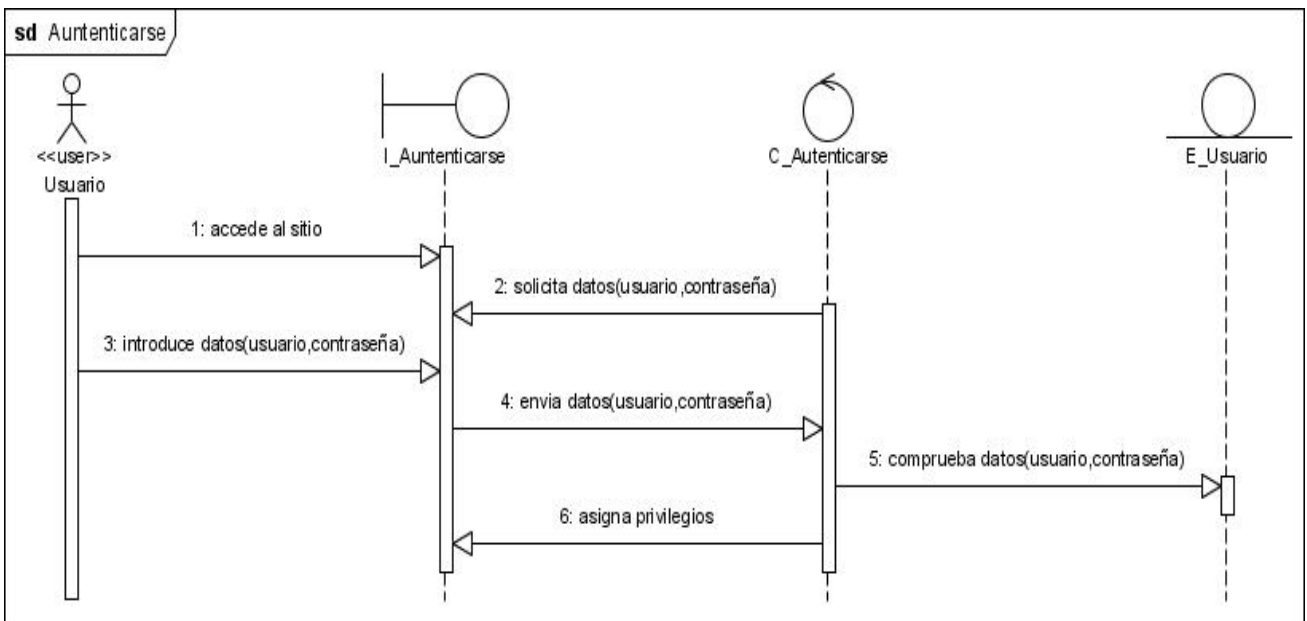 sd Auntenticarse
<<user>>
Usuario
I_Auntenticarse
C_Autenticarse
E_Usuario
1: accede al sitio
2: solicita datos(usuario,contraseña)
3: introduce datos(usuario,contraseña)
4: envia datos(usuario,contraseña)
5: comprueba datos(usuario,contraseña)
6: asigna privilegios